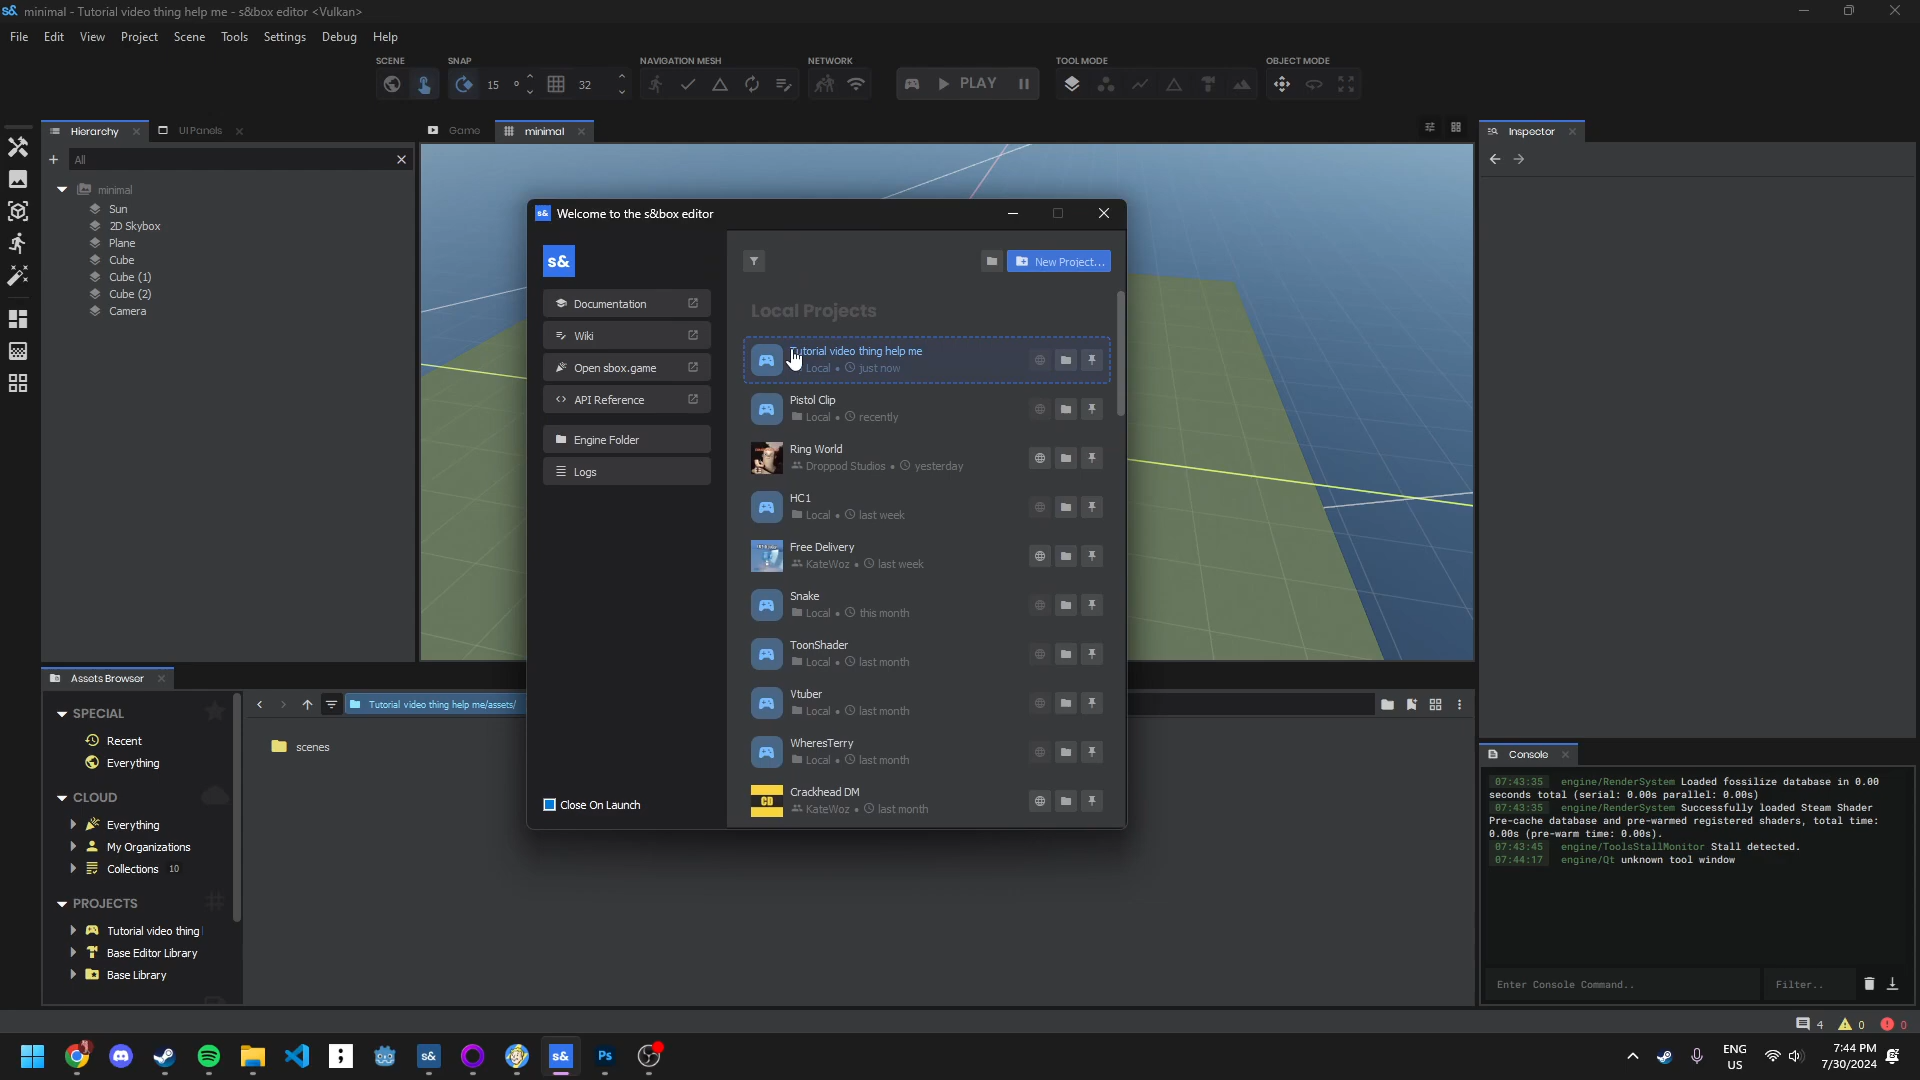 s& minimal - Tutorial video thing help me - s&box editor <Vulkan>
File Edit View Project Scene Tools Settings Debug Help
SCENE SNAP NAVIGATION MESH NETWORK TOOL MODE OBJECT MODE
15 ° 32 PLAY
Hierarchy UI Panels Game minimal Inspector
All
minimal
Sun
2D Skybox
Plane
Cube
Cube (1)
Cube (2)
Camera
s& Welcome to the s&box editor
s&
Documentation
Wiki
Open sbox.game
API Reference
Engine Folder
Logs
Close On Launch
New Project...
Local Projects
Tutorial video thing help me
Local • just now
Pistol Clip
Local • recently
Ring World
Droppod Studios • yesterday
HC1
Local • last week
Free Delivery
KateWoz • last week
Snake
Local • this month
ToonShader
Local • last month
Vtuber
Local • last month
WheresTerry
Local • last month
CD
Crackhead DM
KateWoz • last month
Assets Browser
SPECIAL
Recent
Everything
CLOUD
Everything
My Organizations
Collections 10
PROJECTS
Tutorial video thing
Base Editor Library
Base Library
Tutorial video thing help me/assets/
scenes
Console
07:43:35 engine/RenderSystem Loaded fossilize database in 0.00
seconds total (serial: 0.00s parallel: 0.00s)
07:43:35 engine/RenderSystem Successfully loaded Steam Shader
Pre-cache database and pre-warmed registered shaders, total time:
0.00s (pre-warm time: 0.00s).
07:43:45 engine/ToolsStallMonitor Stall detected.
07:44:17 engine/Qt unknown tool window
Enter Console Command.. Filter..
4 0 0
s& s& Ps
ENG
US
7:44 PM
7/30/2024